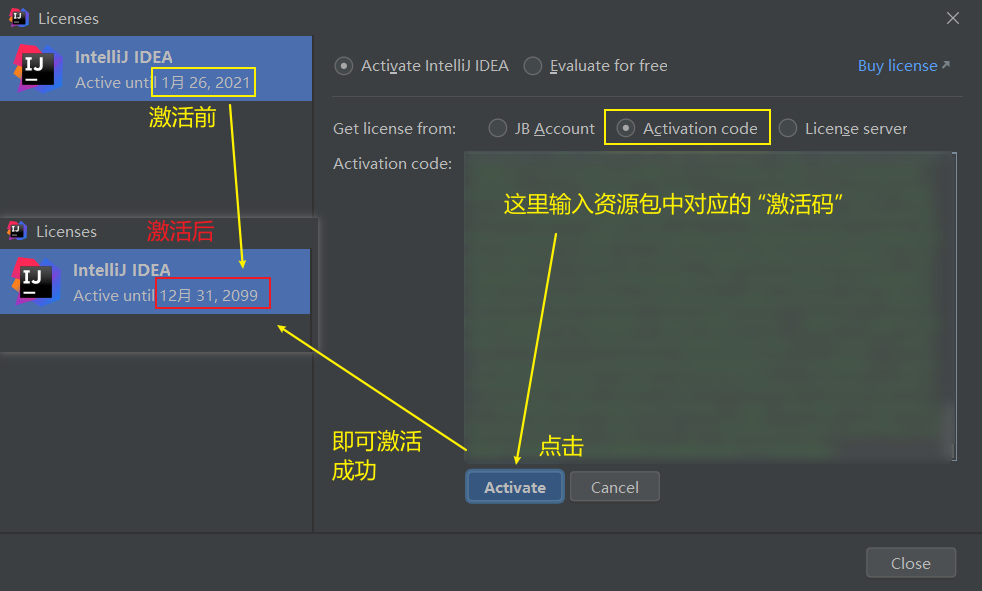 Licenses
IntelliJ IDEA
Active until 1月 26, 2021
激活前
Activate IntelliJ IDEA
Evaluate for free
Buy license
Get license from:
JB Account
Activation code
License server
Activation code:
这里输入资源包中对应的 “激活码”
Licenses
激活后
IntelliJ IDEA
Active until 12月 31, 2099
即可激活
成功
点击
Activate
Cancel
Close